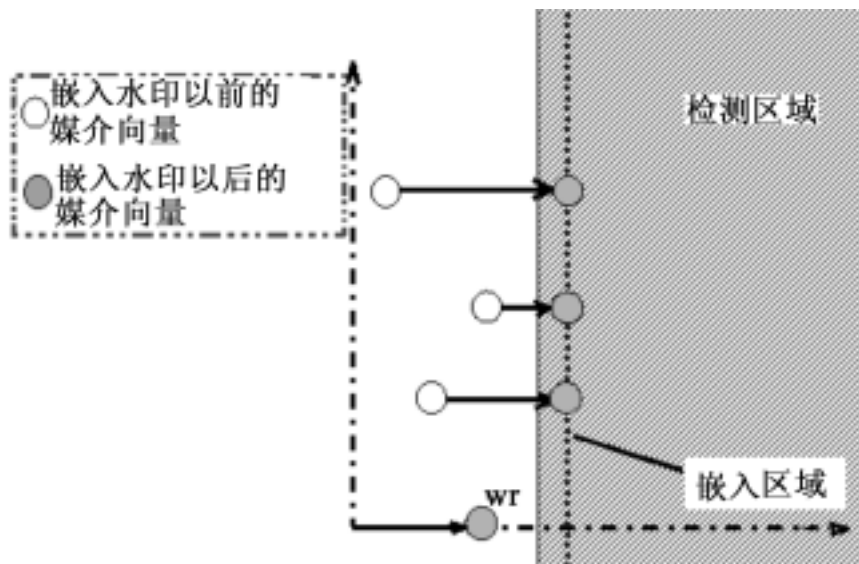 嵌入水印以前的
媒介向量
嵌入水印以后的
媒介向量
检测区域
嵌入区域
wr